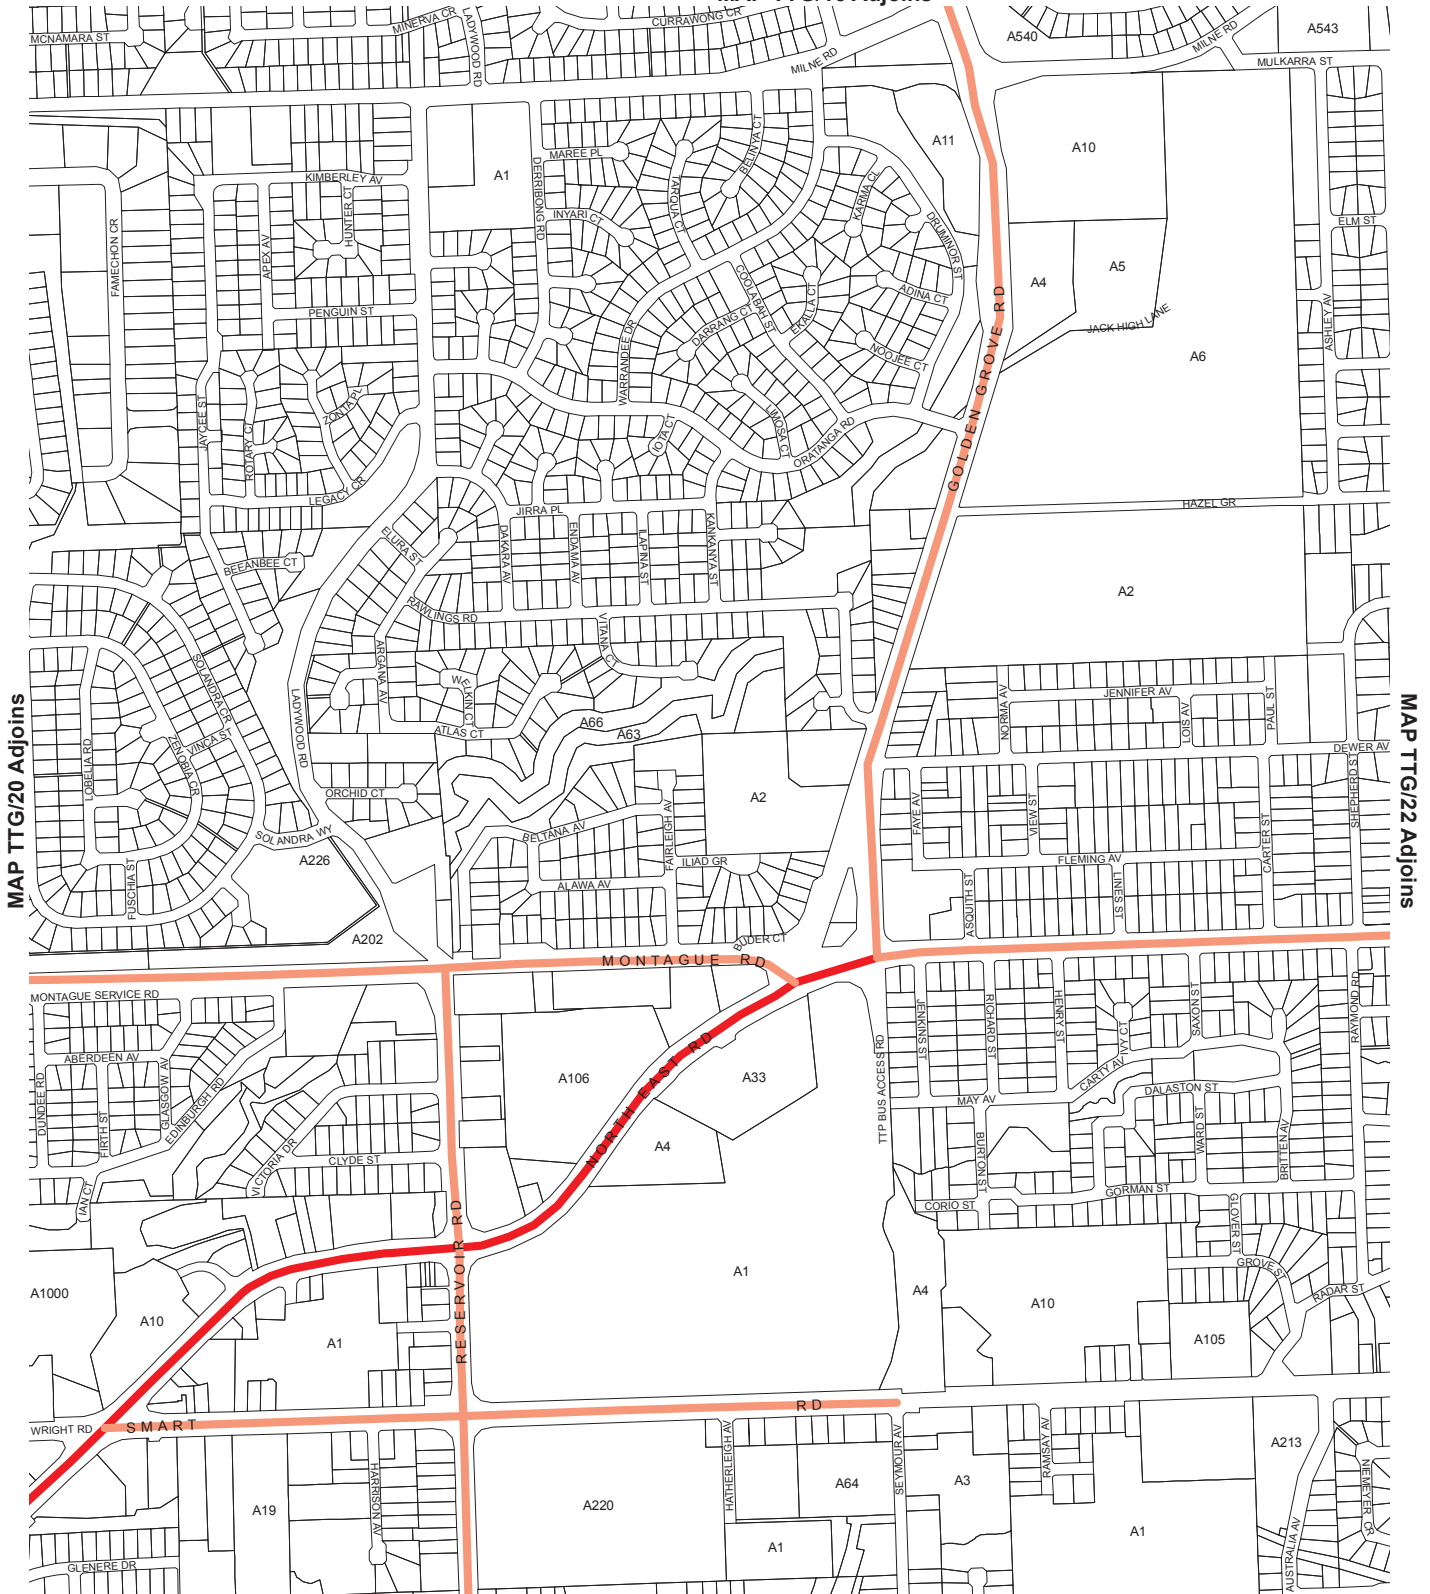 MINERVA CR
LADYWOOD RD
CURRAWONG CR
MILNE RD
A540
MILNE RD
A543
MCNAMARA ST
MULKARRA ST
A11
A10
MAREE PL
BELINYA CT
DERRIBONG RD
A1
KIMBERLEY AV
HUNTER CT
TARQUA CT
KARMA CL
INYARI CT
DRUMINOR ST
ELM ST
FAMECHON CR
APEX AV
A5
A4
COOLABAH ST
EKALLA CT
ADINA CT
PENGUIN ST
JACK HIGH LANE
ASHLEY AV
DARRANG CT
WARRANDEE DR
NOOJEE CT
A6
GOLDEN GROVE RD
ZONTA PL
JAYCEE ST
ROTARY CT
IOTA CT
LIMOSA CT
ORATANGA RD
LEGACY CR
HAZEL GR
JIRRA PL
ELURA ST
DAKARA AV
ENDAMA AV
ILAPINA ST
KANKANYA ST
BEEANBEE CT
A2
RAWLINGS RD
VITANA CT
ARGANA AV
WELKIN CT
SOLANDRA CR
LADYWOOD RD
NORMA AV
JENNIFER AV
LOIS AV
PAUL ST
MAP TTG/20 Adjoins
MAP TTG/22 Adjoins
A66
A63
ATLAS CT
VINCA ST
ZENOBIA CR
LOBELIA RD
DEWER AV
SHEPHERD ST
ORCHID CT
A2
FAYE AV
VIEW ST
CARTER ST
SOLANDRA WY
BELTANA AV
FAIRLEIGH AV
ILIAD GR
FLEMING AV
A226
ALAWA AV
LINES ST
ASQUITH ST
FUSCHIA ST
A202
BUDER CT
MONTAGUE RD
MONTAGUE SERVICE RD
JENKINS ST
RICHARD ST
HENRY ST
IVY CT
SAXON ST
RAYMOND RD
TTP BUS ACCESS RD
ABERDEEN AV
GLASGOW AV
EDINBURGH RD
DUNDEE RD
FIRTH ST
A106
A33
NORTH EAST RD
CARTY AV
DALASTON ST
MAY AV
WARD ST
BRITTEN AV
BURTON ST
A4
VICTORIA DR
CLYDE ST
IAN CT
CORIO ST
GORMAN ST
GLOVER ST
GROVE ST
RADAR ST
RESERVOIR RD
A1
A4
A10
A105
A1000
A10
A1
WRIGHT RD
SMART RD
HATHERLEIGH AV
SEYMOUR AV
RAMSAY AV
A213
NIEMEYER CR
A19
HARRISON AV
A220
A64
A3
A1
A1
AUSTRALIA AV
GLENERE DR